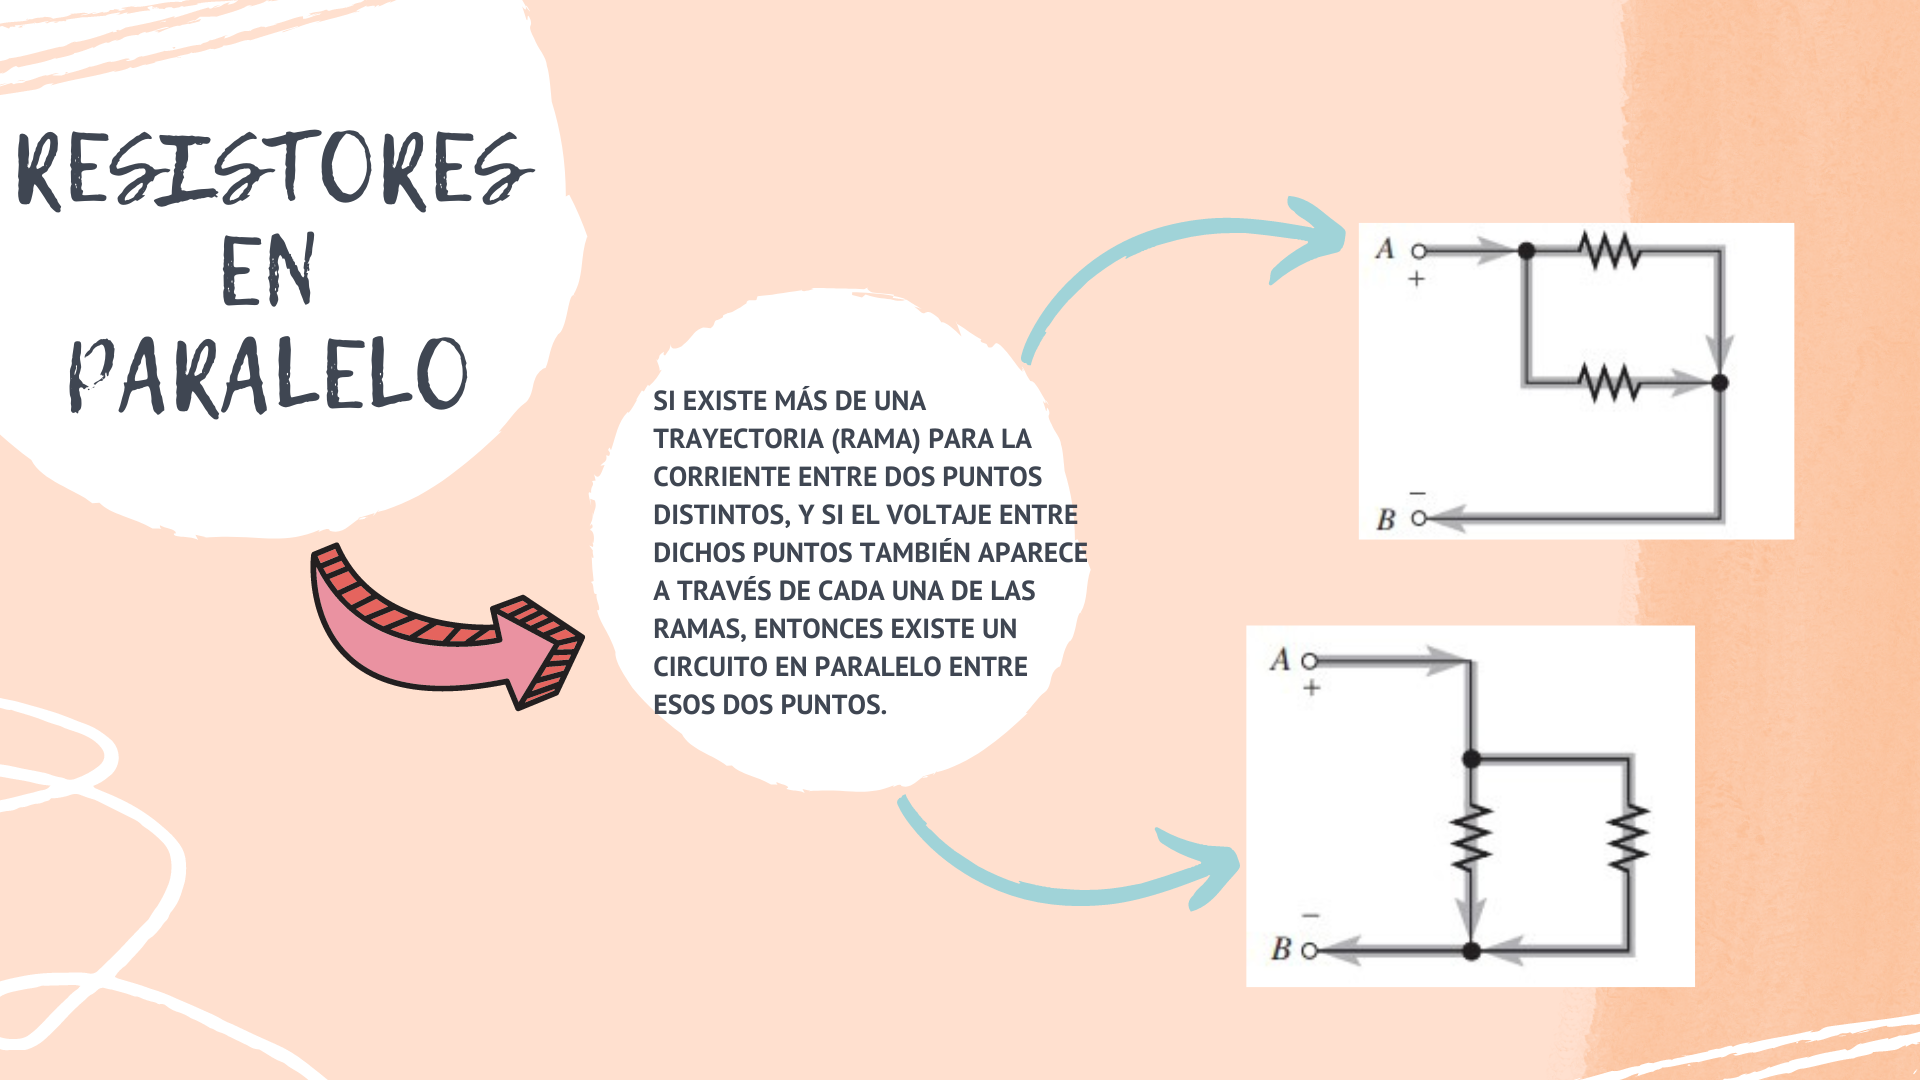 RESISTORES
EN
PARALELO
SI EXISTE MÁS DE UNA
TRAYECTORIA (RAMA) PARA LA
CORRIENTE ENTRE DOS PUNTOS
DISTINTOS, Y SI EL VOLTAJE ENTRE
DICHOS PUNTOS TAMBIÉN APARECE
A TRAVÉS DE CADA UNA DE LAS
RAMAS, ENTONCES EXISTE UN
CIRCUITO EN PARALELO ENTRE
ESOS DOS PUNTOS.
A
+
−
B
A
+
−
B